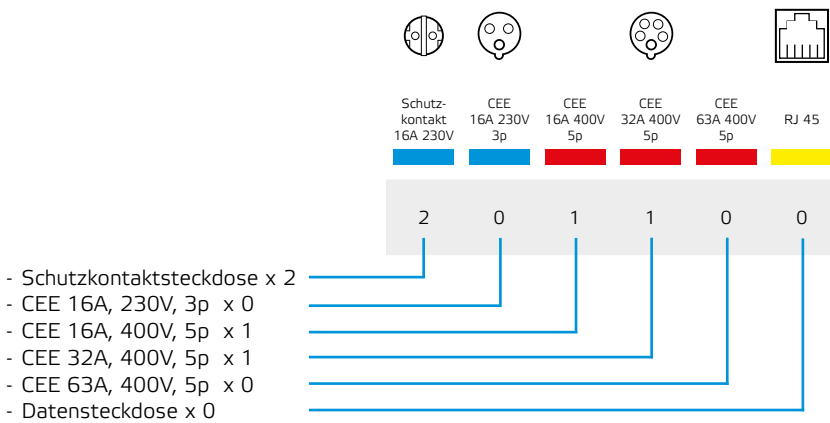 Schutz-
kontakt
16A 230V
CEE
16A 230V
3p
CEE
16A 400V
5p
CEE
32A 400V
5p
CEE
63A 400V
5p
RJ 45
2 0 1 1 0 0
- Schutzkontaktsteckdose x 2
- CEE 16A, 230V, 3p x 0
- CEE 16A, 400V, 5p x 1
- CEE 32A, 400V, 5p x 1
- CEE 63A, 400V, 5p x 0
- Datensteckdose x 0